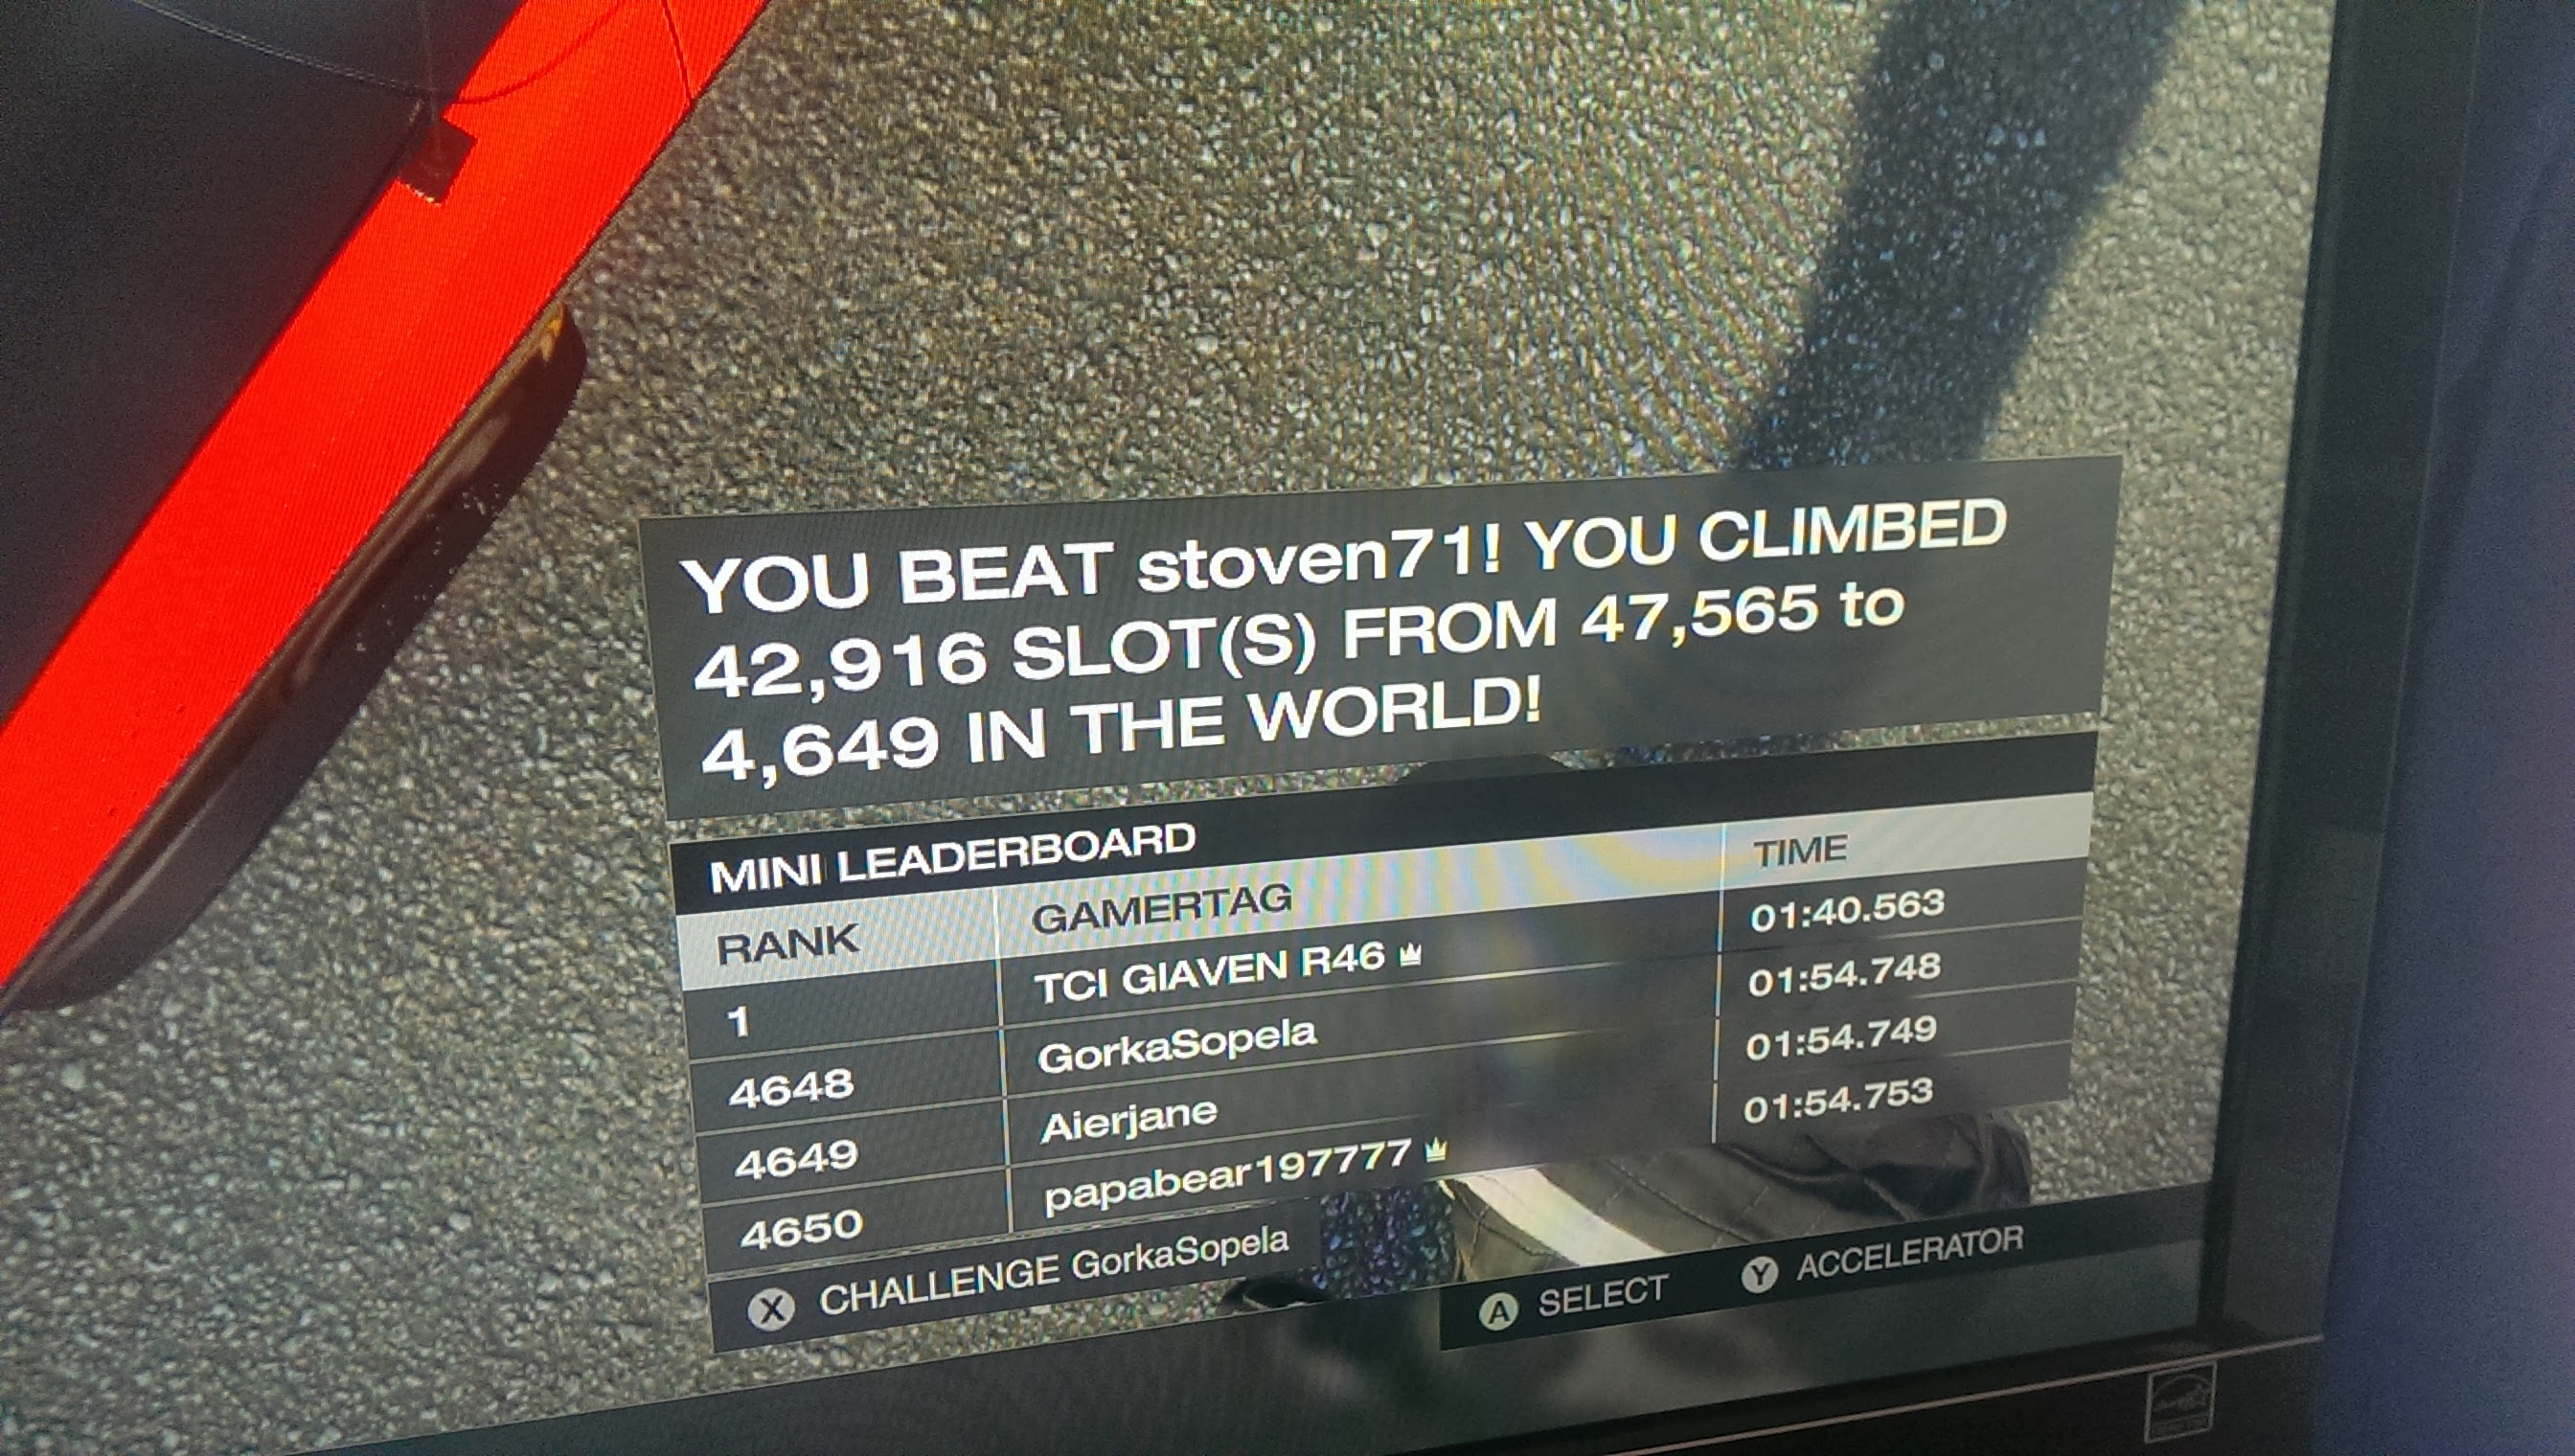 YOU BEAT stoven71! YOU CLIMBED
42,916 SLOT(S) FROM 47,565 to
4,649 IN THE WORLD!
MINI LEADERBOARD
RANK GAMERTAG TIME
1 TCI GIAVEN R46 01:40.563
4648 GorkaSopela 01:54.748
4649 Aierjane 01:54.749
4650 papabear197777 01:54.753
X CHALLENGE GorkaSopela
A SELECT Y ACCELERATOR